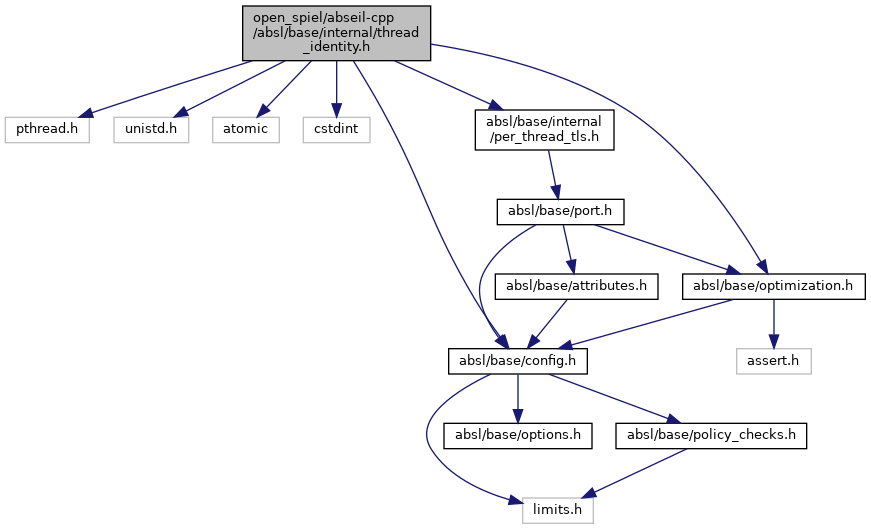 open_spiel/abseil-cpp
/absl/base/internal/thread
_identity.h
pthread.h
unistd.h
atomic
cstdint
absl/base/internal
/per_thread_tls.h
absl/base/port.h
absl/base/attributes.h
absl/base/optimization.h
absl/base/config.h
assert.h
absl/base/options.h
absl/base/policy_checks.h
limits.h